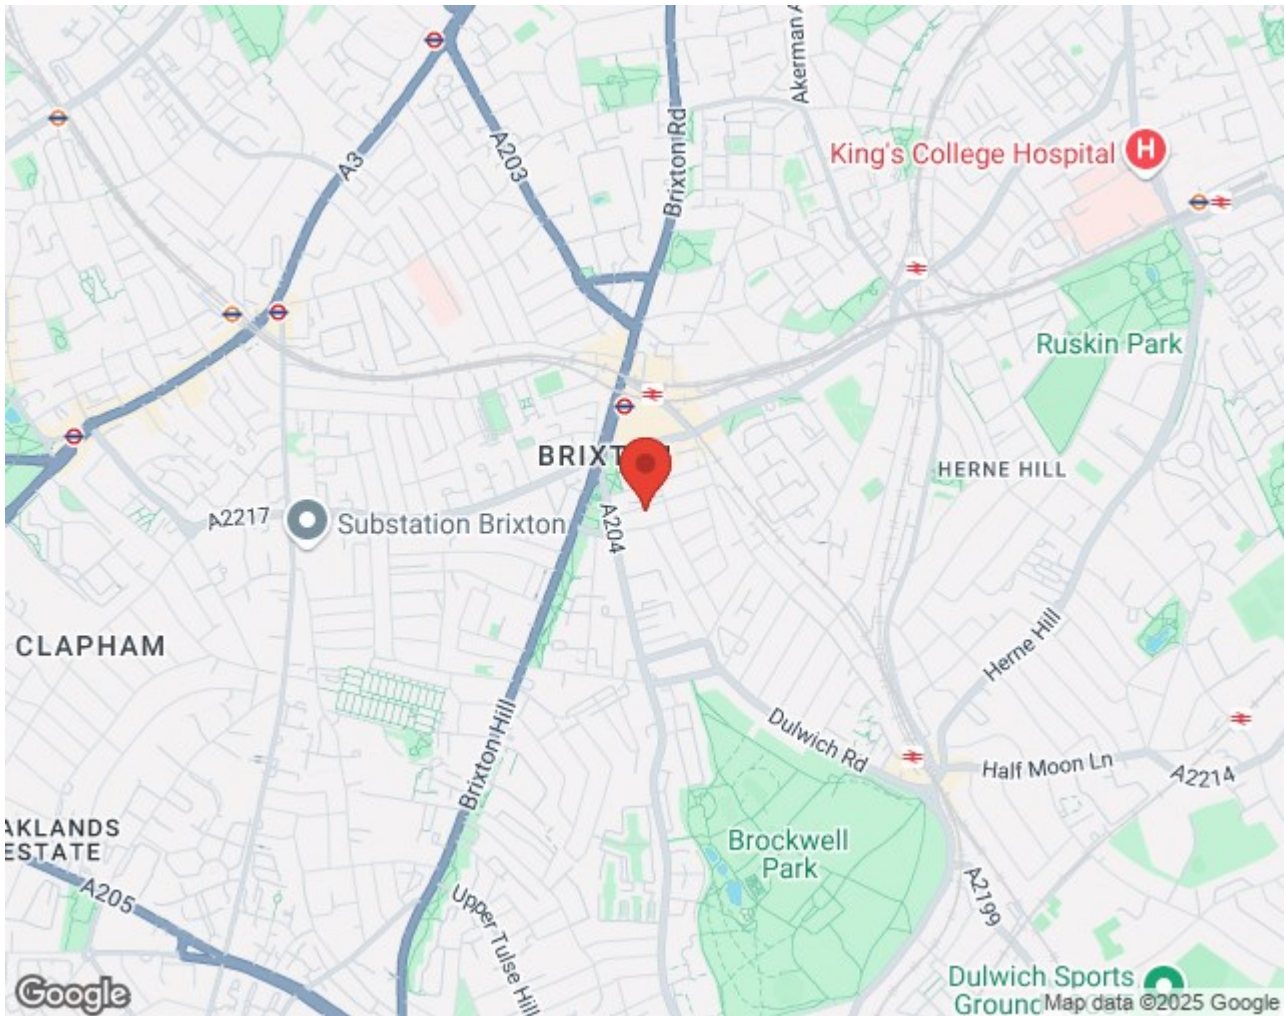 Akerman
A3
A203
Brixton Rd
King's College Hospital
H
Ruskin Park
BRIXT
HERNE HILL
A2217
Substation Brixton
A204
CLAPHAM
Herne Hill
Brixton Hill
Dulwich Rd
Half Moon Ln
A2214
AKLANDS
ESTATE
Brockwell
Park
A205
Upper Tulse Hill
A2199
Dulwich Sports
Ground
Google
Map data ©2025 Google